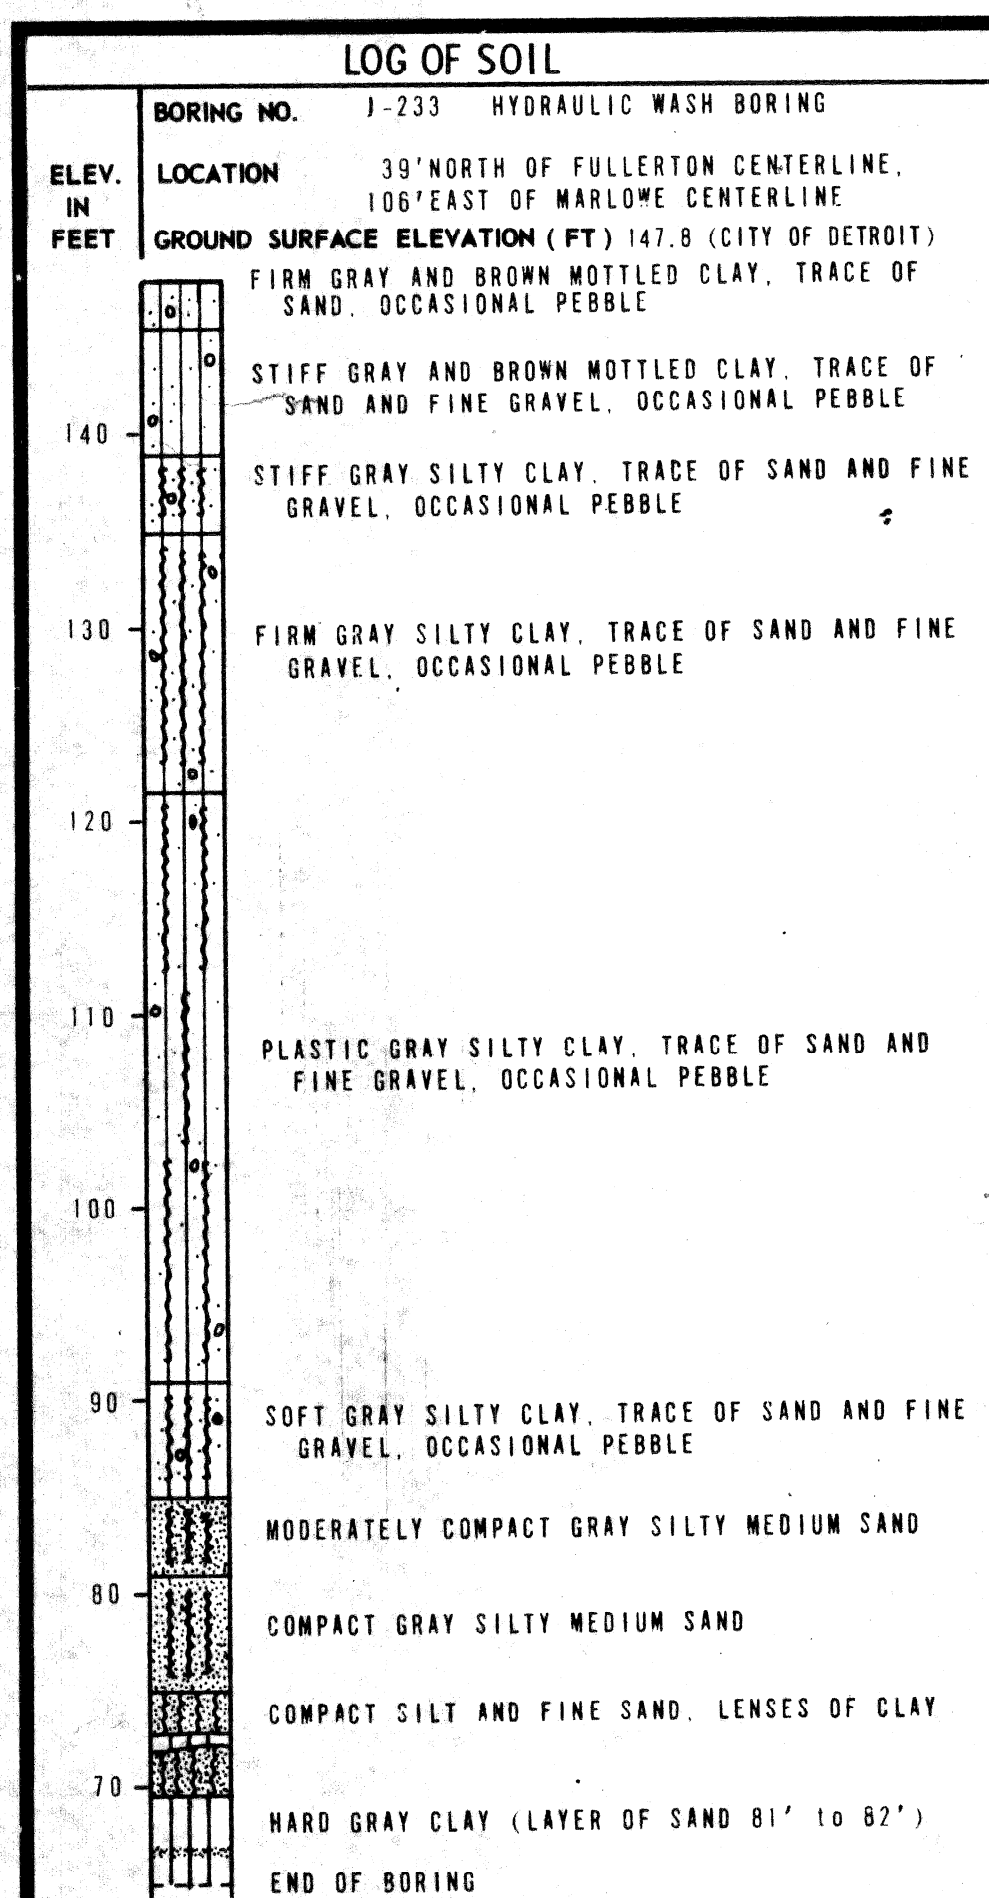 LOG OF SOIL
BORING NO. J-233 HYDRAULIC WASH BORING
ELEV. IN FEET
LOCATION 39'NORTH OF FULLERTON CENTERLINE,
106'EAST OF MARLOWE CENTERLINE
GROUND SURFACE ELEVATION (FT) 147.8 (CITY OF DETROIT)
FIRM GRAY AND BROWN MOTTLED CLAY, TRACE OF
SAND, OCCASIONAL PEBBLE
STIFF GRAY AND BROWN MOTTLED CLAY, TRACE OF
SAND AND FINE GRAVEL, OCCASIONAL PEBBLE
140
STIFF GRAY SILTY CLAY, TRACE OF SAND AND FINE
GRAVEL, OCCASIONAL PEBBLE
130
FIRM GRAY SILTY CLAY, TRACE OF SAND AND FINE
GRAVEL, OCCASIONAL PEBBLE
120
110
PLASTIC GRAY SILTY CLAY, TRACE OF SAND AND
FINE GRAVEL, OCCASIONAL PEBBLE
100
90
SOFT GRAY SILTY CLAY, TRACE OF SAND AND FINE
GRAVEL, OCCASIONAL PEBBLE
MODERATELY COMPACT GRAY SILTY MEDIUM SAND
80
COMPACT GRAY SILTY MEDIUM SAND
COMPACT SILT AND FINE SAND, LENSES OF CLAY
70
HARD GRAY CLAY (LAYER OF SAND 81' to 82')
END OF BORING